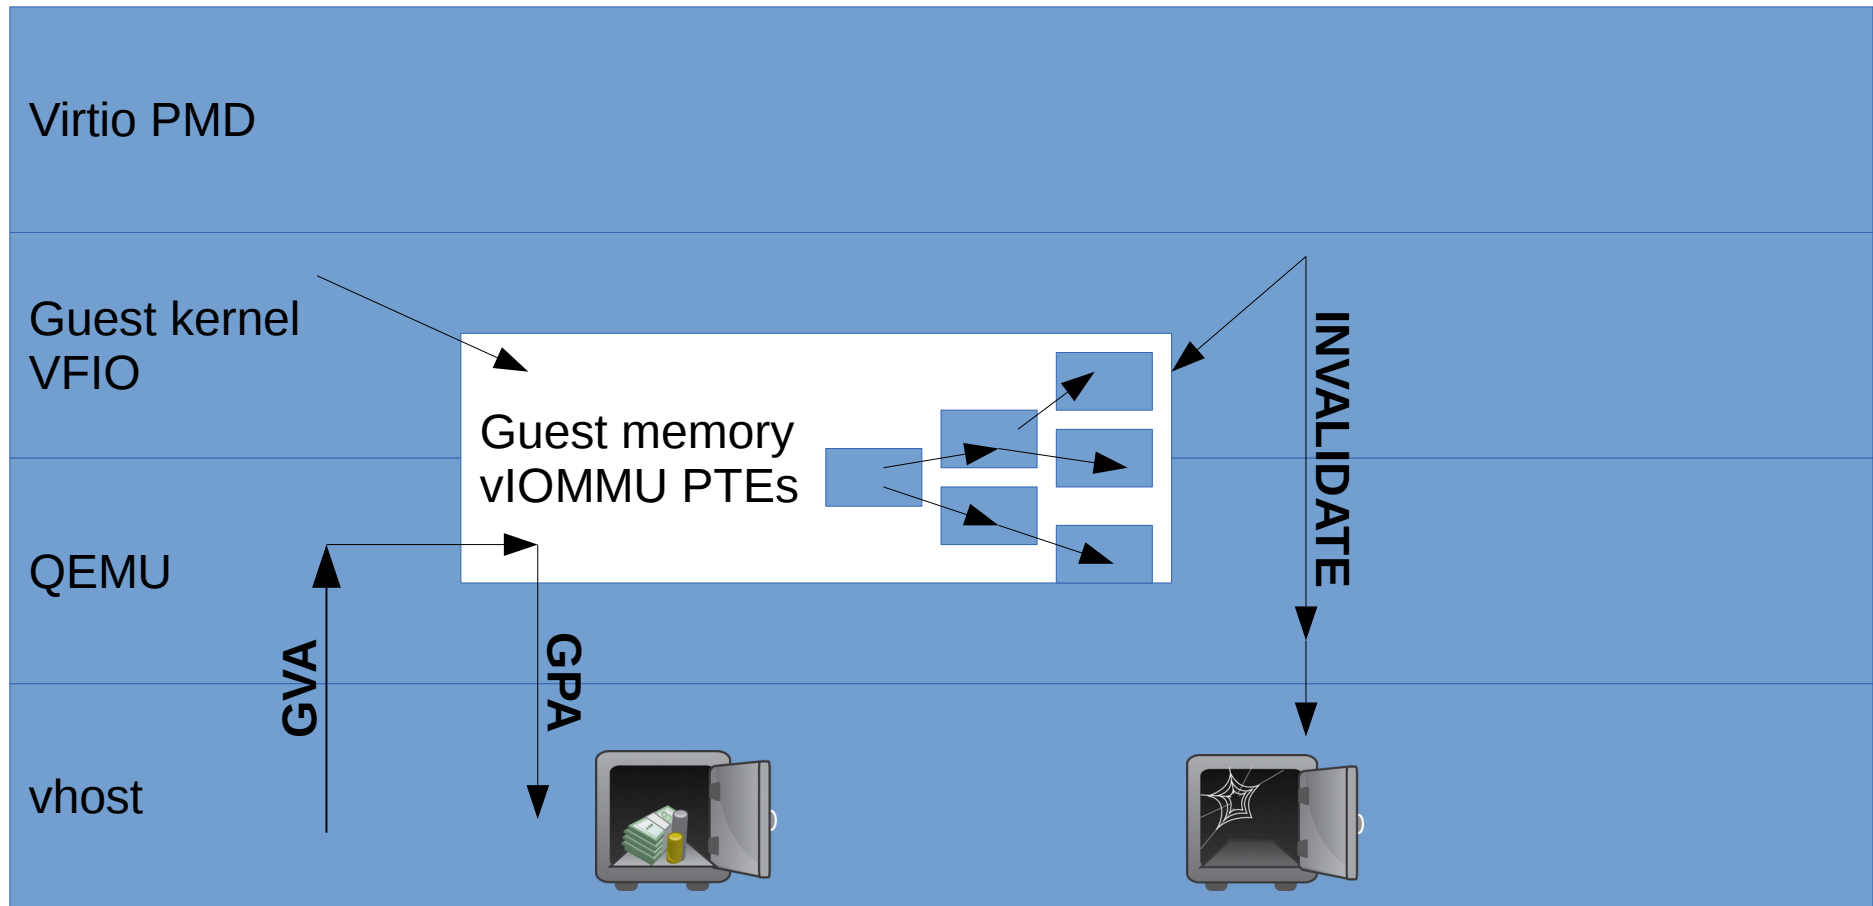 Virtio PMD
Guest kernel
VFIO
Guest memory
vIOMMU PTEs
INVALIDATE
QEMU
GVA
GPA
vhost